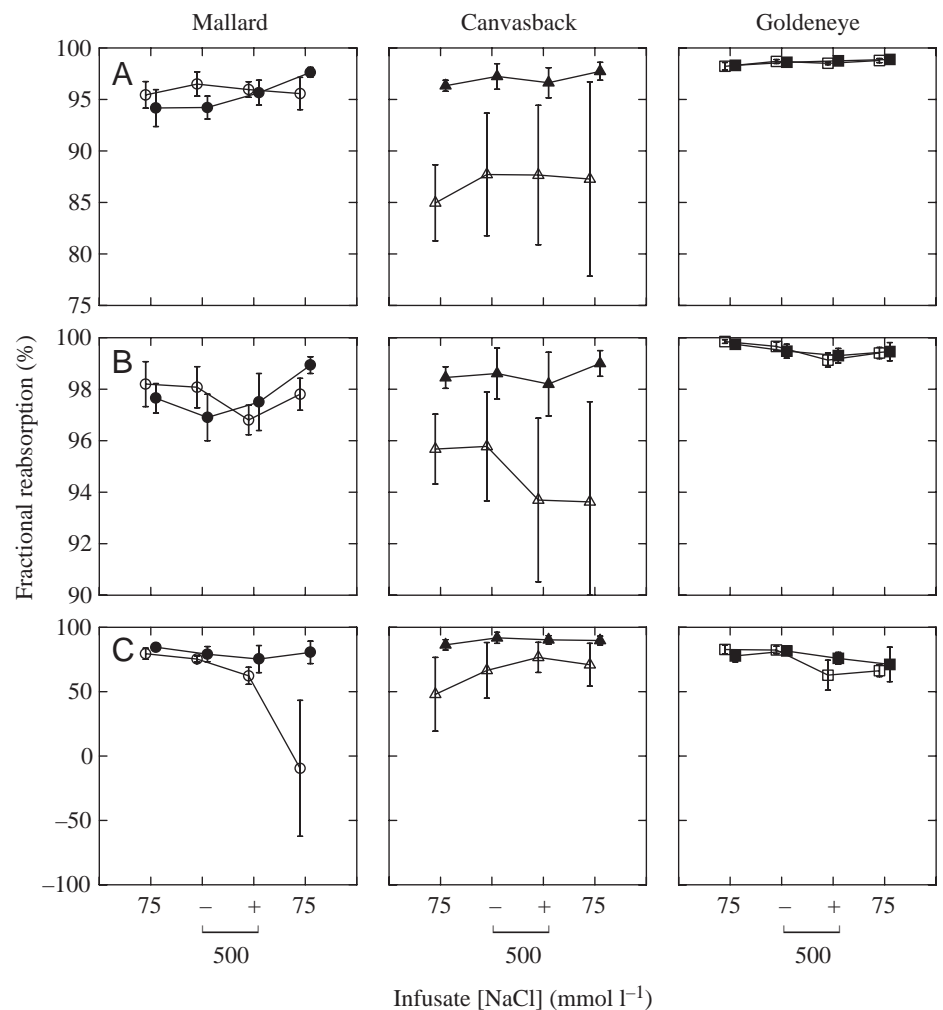 Mallard Canvasback Goldeneye
Fractional reabsorption (%)
A
100
95
90
85
80
75
B
100
98
96
94
92
90
C
100
50
0
–50
–100
75 – + 75 75 – + 75 75 – + 75
500 500 500
Infusate [NaCl] (mmol l–1)